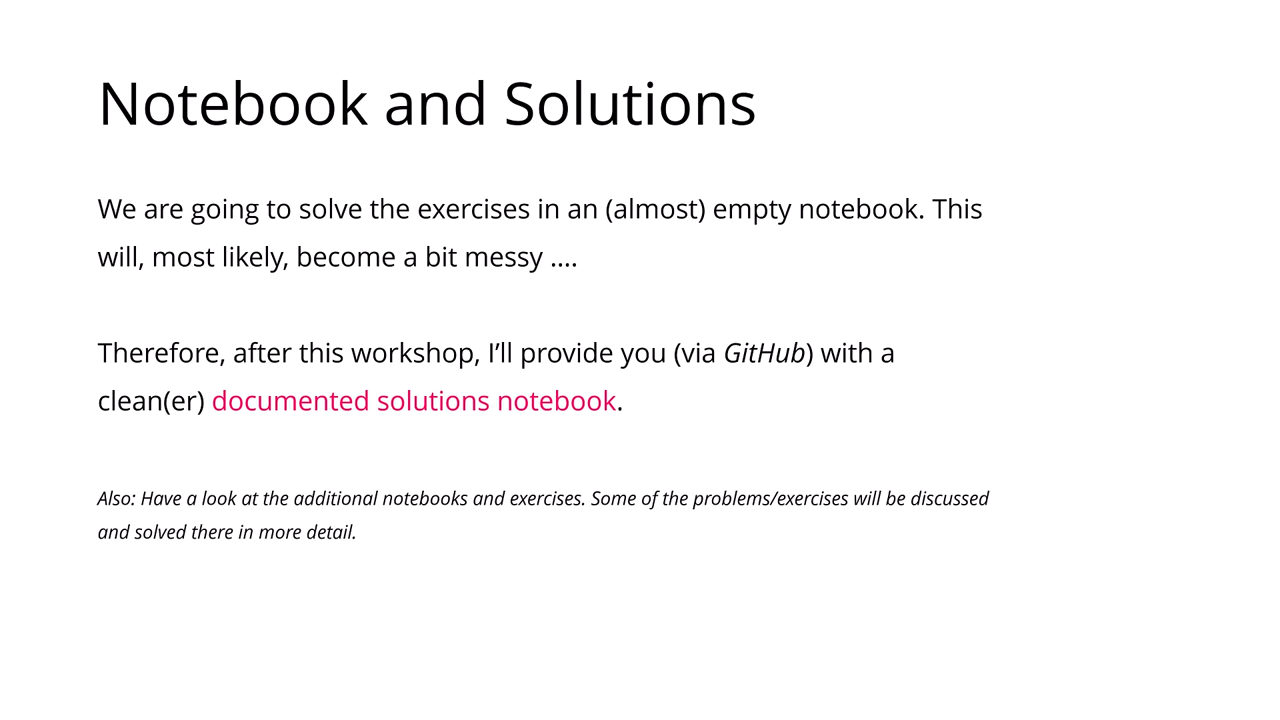 Notebook and Solutions
We are going to solve the exercises in an (almost) empty notebook. This
will, most likely, become a bit messy ....
Therefore, after this workshop, I’ll provide you (via GitHub) with a
clean(er) documented solutions notebook.
Also: Have a look at the additional notebooks and exercises. Some of the problems/exercises will be discussed
and solved there in more detail.